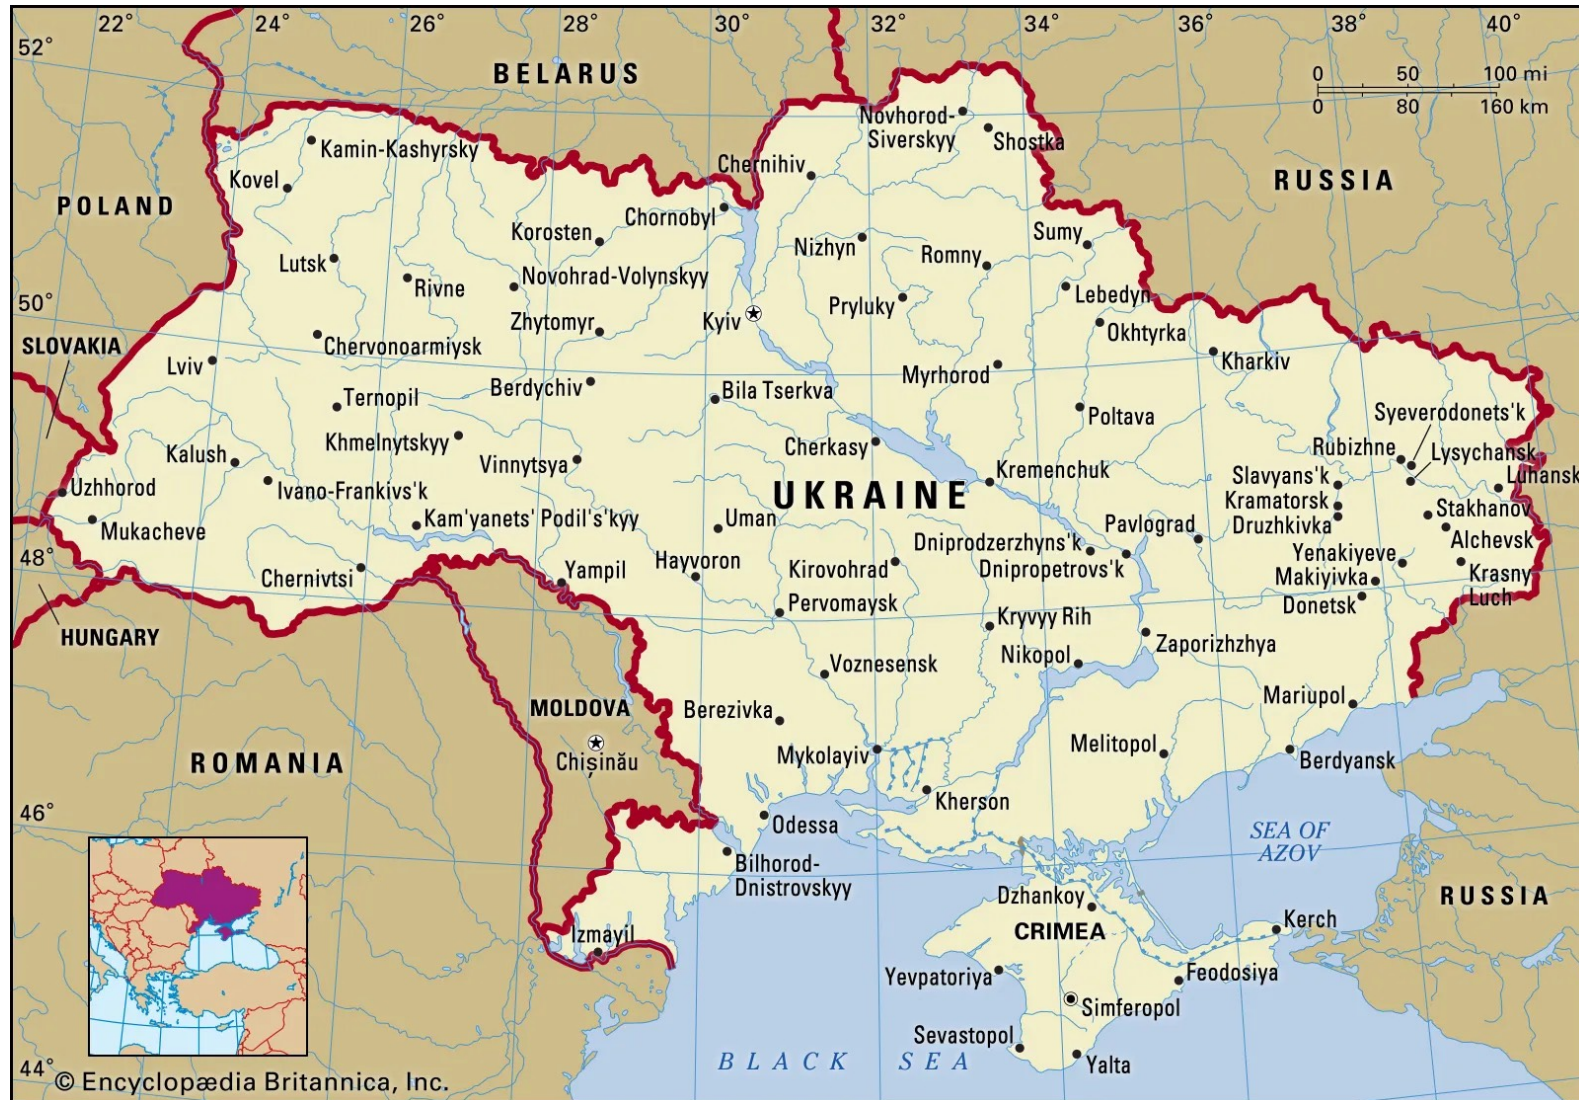 22°
24°
26°
28°
30°
32°
34°
36°
38°
40°
52°
BELARUS
0 50 100 mi
0 80 160 km
Novhorod-
Siverskyy
Shostka
Kamin-Kashyrsky
Chernihiv
Kovel
RUSSIA
POLAND
Chornobyl
Korosten
Sumy
Nizhyn
Romny
Lutsk
Novohrad-Volynskyy
Rivne
Lebedyn
50°
Pryluky
Zhytomyr
Kyiv
Okhtyrka
SLOVAKIA
Chervonoarmiysk
Lviv
Kharkiv
Myrhorod
Berdychiv
Bila Tserkva
Ternopil
Poltava
Syeverodonets'k
Khmelnytskyy
Cherkasy
Rubizhne
Lysychansk
Kalush
Vinnytsya
Kremenchuk
Slavyans'k
Luhansk
Uzhhorod
Ivano-Frankivs'k
UKRAINE
Kramatorsk
Stakhanov
Kam'yanets' Podil's'kyy
Uman
Pavlograd
Druzhkivka
Mukacheve
Dniprodzerzhyns'k
Alchevsk
48°
Hayvoron
Kirovohrad
Dnipropetrovs'k
Yenakiyeve
Chernivtsi
Yampil
Makiyivka
Krasny
Luch
Pervomaysk
Donetsk
Kryvyy Rih
HUNGARY
Zaporizhzhya
Nikopol
Voznesensk
Mariupol
MOLDOVA
Berezivka
Melitopol
Mykolayiv
Chișinău
Berdyansk
ROMANIA
Kherson
46°
Odessa
SEA OF
AZOV
Bilhorod-
Dnistrovskyy
Dzhankoy
RUSSIA
Kerch
CRIMEA
Izmayil
Yevpatoriya
Feodosiya
Simferopol
Sevastopol
BLACK SEA
Yalta
44°
© Encyclopædia Britannica, Inc.